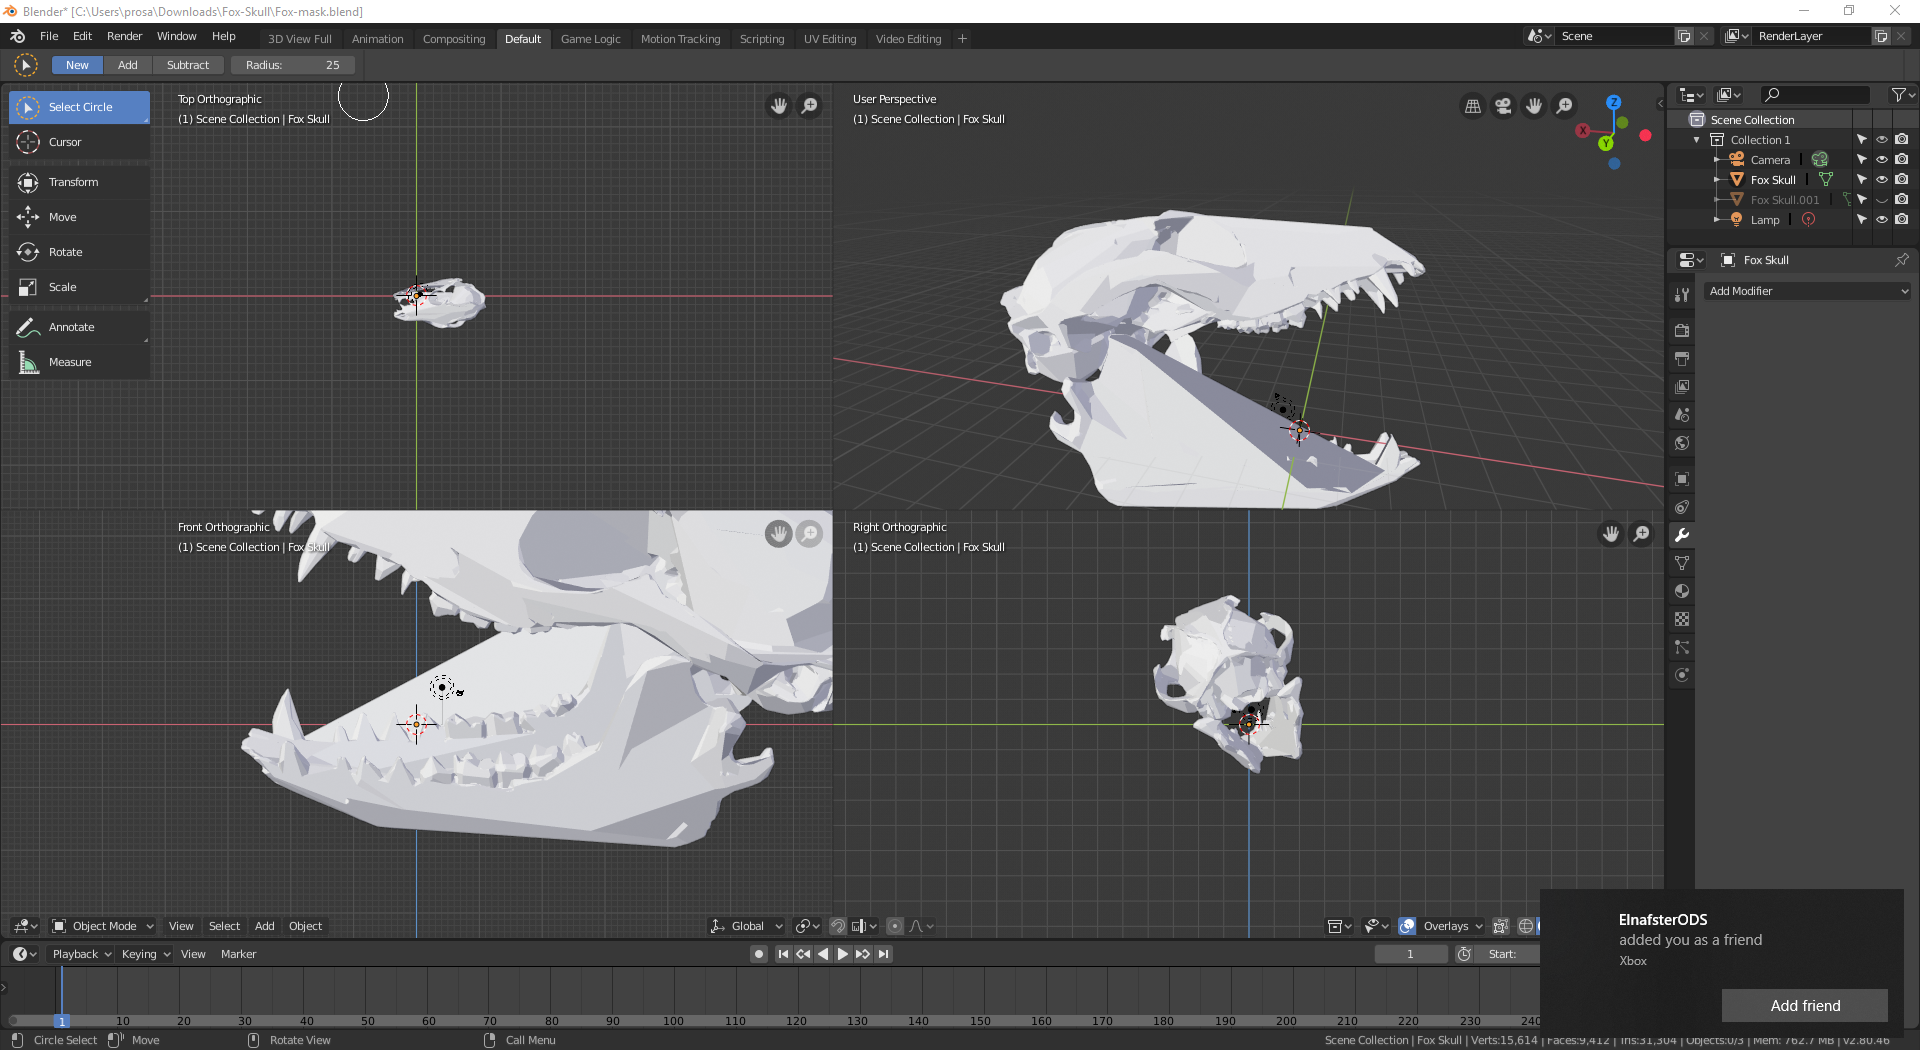 Blender* [C:\Users\prosa\Downloads\Fox-Skull\Fox-mask.blend]
File Edit Render Window Help
3D View Full Animation Compositing Default Game Logic Motion Tracking Scripting UV Editing Video Editing +
Scene
RenderLayer
New Add Subtract Radius: 25
Select Circle
Cursor
Transform
Move
Rotate
Scale
Annotate
Measure
Top Orthographic
(1) Scene Collection | Fox Skull
User Perspective
(1) Scene Collection | Fox Skull
Z
X
Y
Scene Collection
Collection 1
Camera
Fox Skull
Fox Skull.001
Lamp
Fox Skull
Add Modifier
Front Orthographic
(1) Scene Collection | Fox Skull
Right Orthographic
(1) Scene Collection | Fox Skull
Object Mode View Select Add Object
Global
Overlays
Playback Keying View Marker
1
Start:
1 10 20 30 40 50 60 70 80 90 100 110 120 130 140 150 160 170 180 190 200 210 220 230 240
Circle Select Move Rotate View Call Menu
Scene Collection | Fox Skull | Verts:15,614 | Faces:9,412 | Tris:31,304 | Objects:0/3 | Mem: 762.7 MB | v2.80.46
ElnafsterODS
added you as a friend
Xbox
Add friend